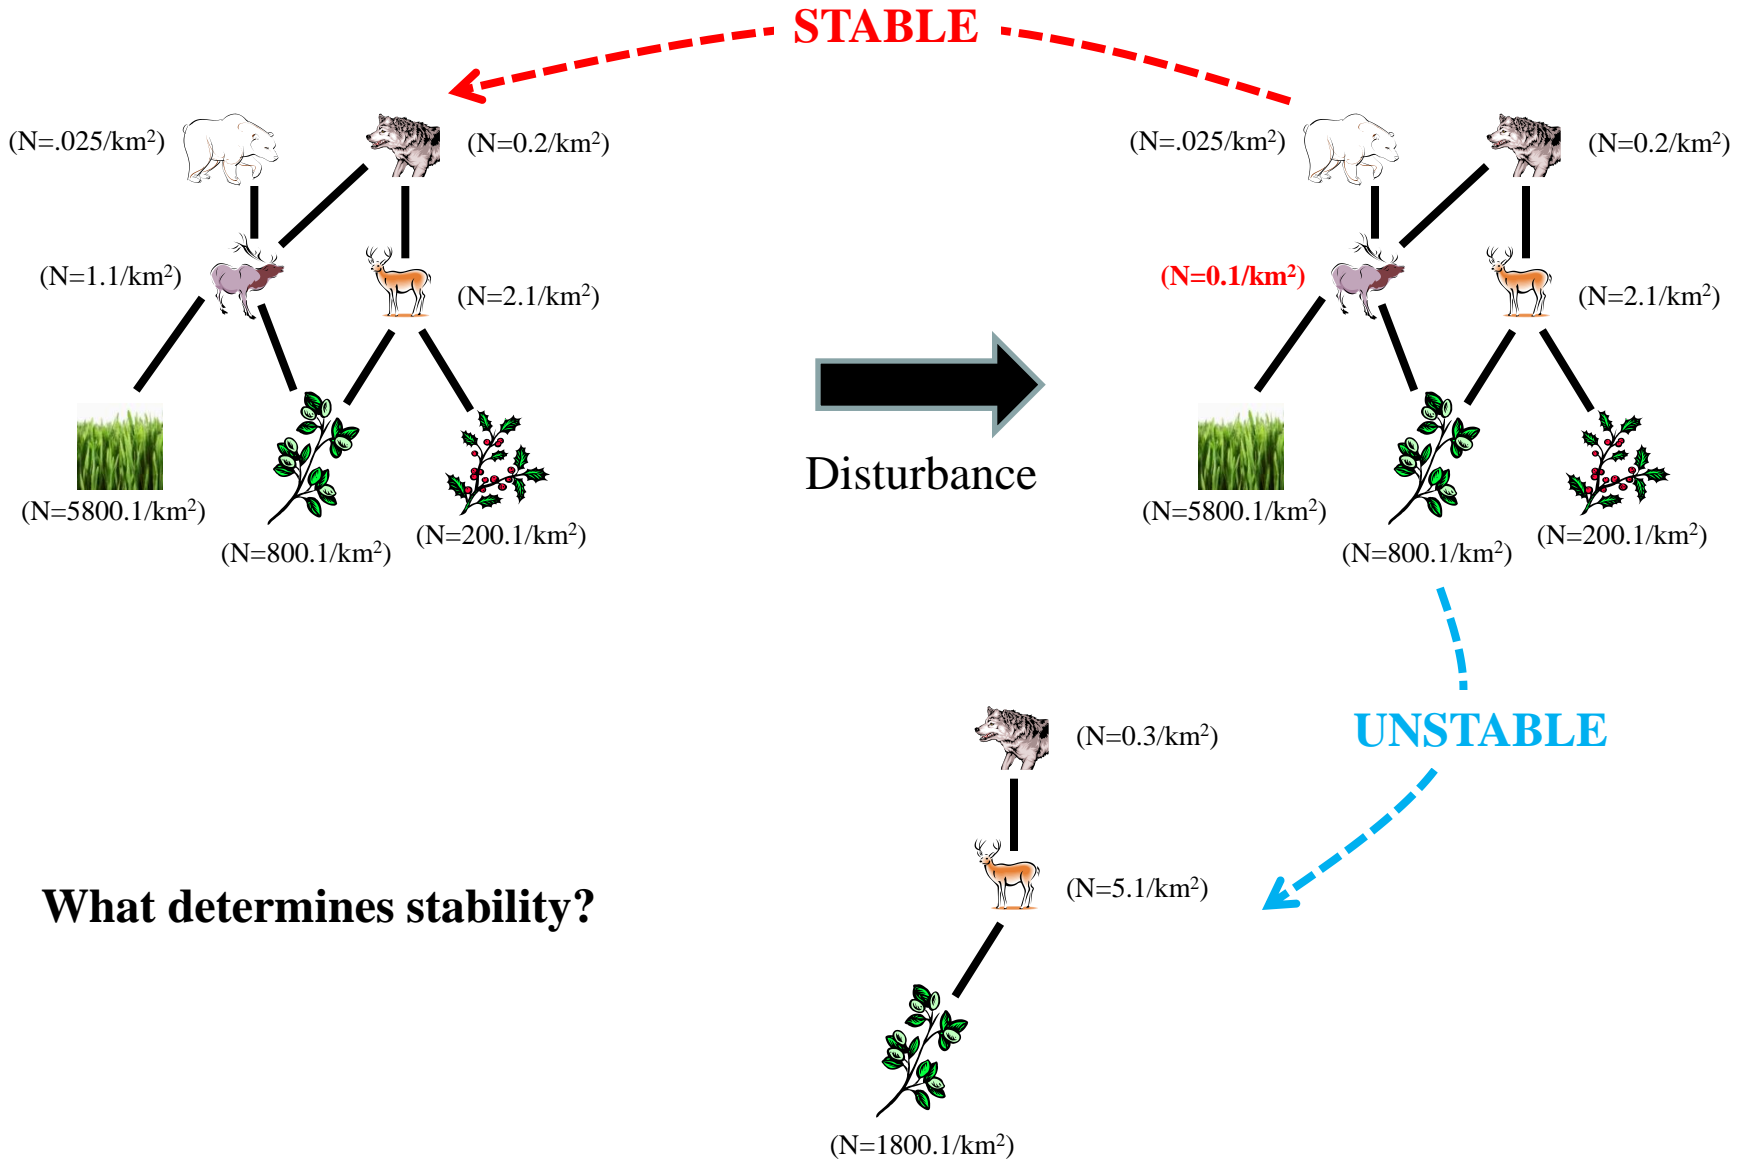 STABLE
(N=.025/km²)
(N=0.2/km²)
(N=.025/km²)
(N=0.2/km²)
(N=1.1/km²)
(N=2.1/km²)
(N=0.1/km²)
(N=2.1/km²)
Disturbance
(N=5800.1/km²)
(N=800.1/km²)
(N=200.1/km²)
(N=5800.1/km²)
(N=800.1/km²)
(N=200.1/km²)
UNSTABLE
(N=0.3/km²)
(N=5.1/km²)
What determines stability?
(N=1800.1/km²)